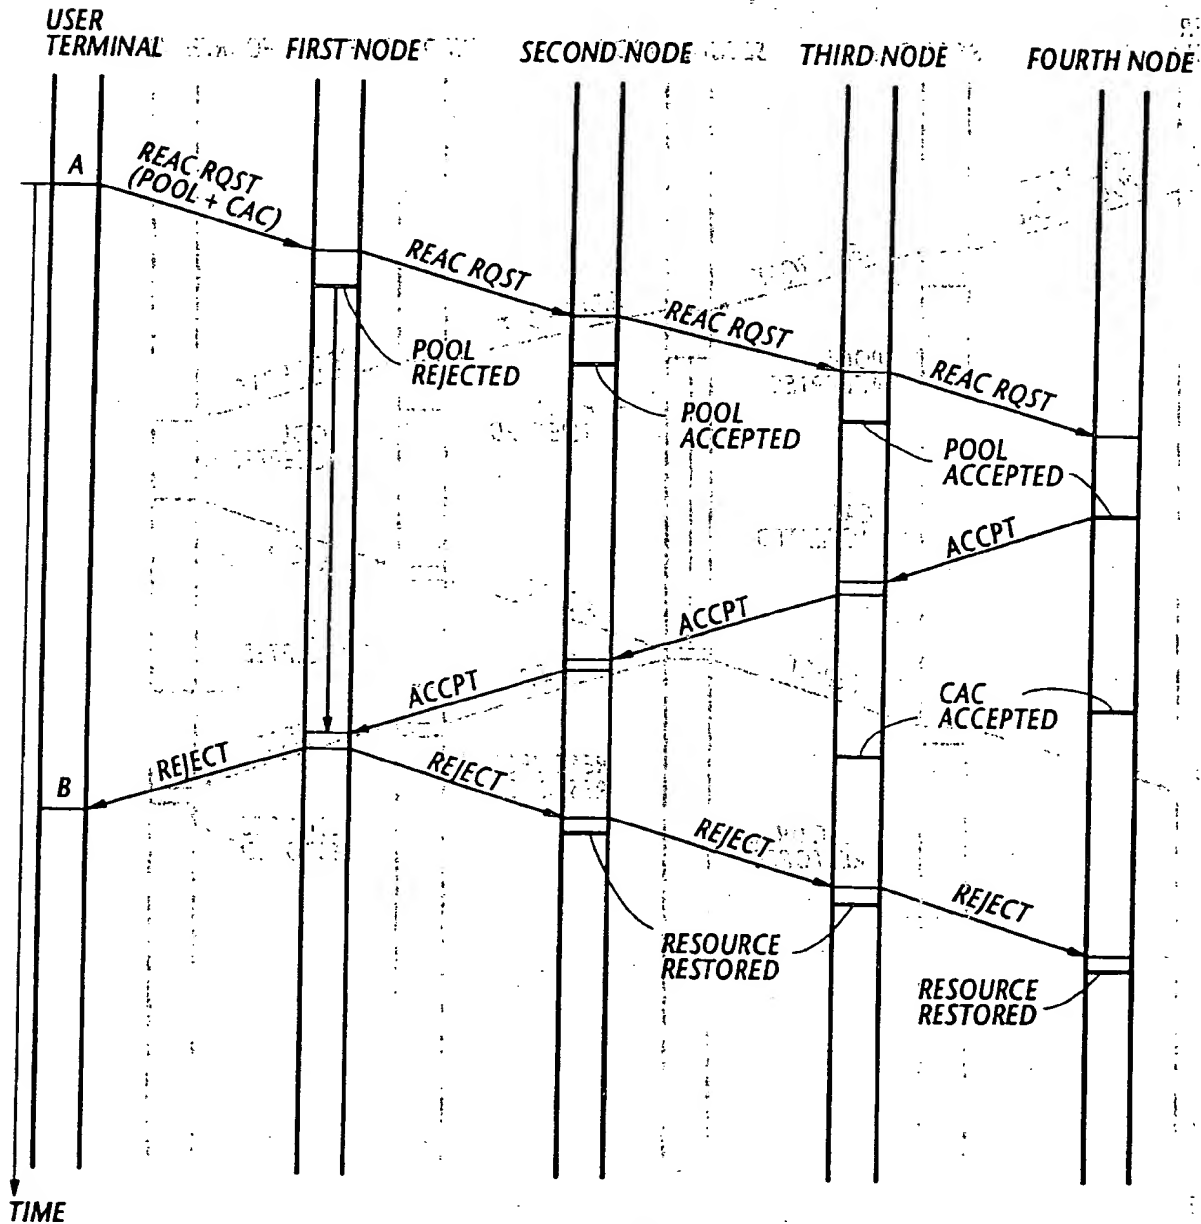 USER
TERMINAL
FIRST NODE
SECOND NODE
THIRD NODE
FOURTH NODE
A
REAC RQST
(POOL + CAC)
REAC RQST
REAC RQST
REAC RQST
POOL
REJECTED
POOL
ACCEPTED
POOL
ACCEPTED
ACCPT
ACCPT
ACCPT
CAC
ACCEPTED
B
REJECT
REJECT
REJECT
REJECT
RESOURCE
RESTORED
RESOURCE
RESTORED
TIME